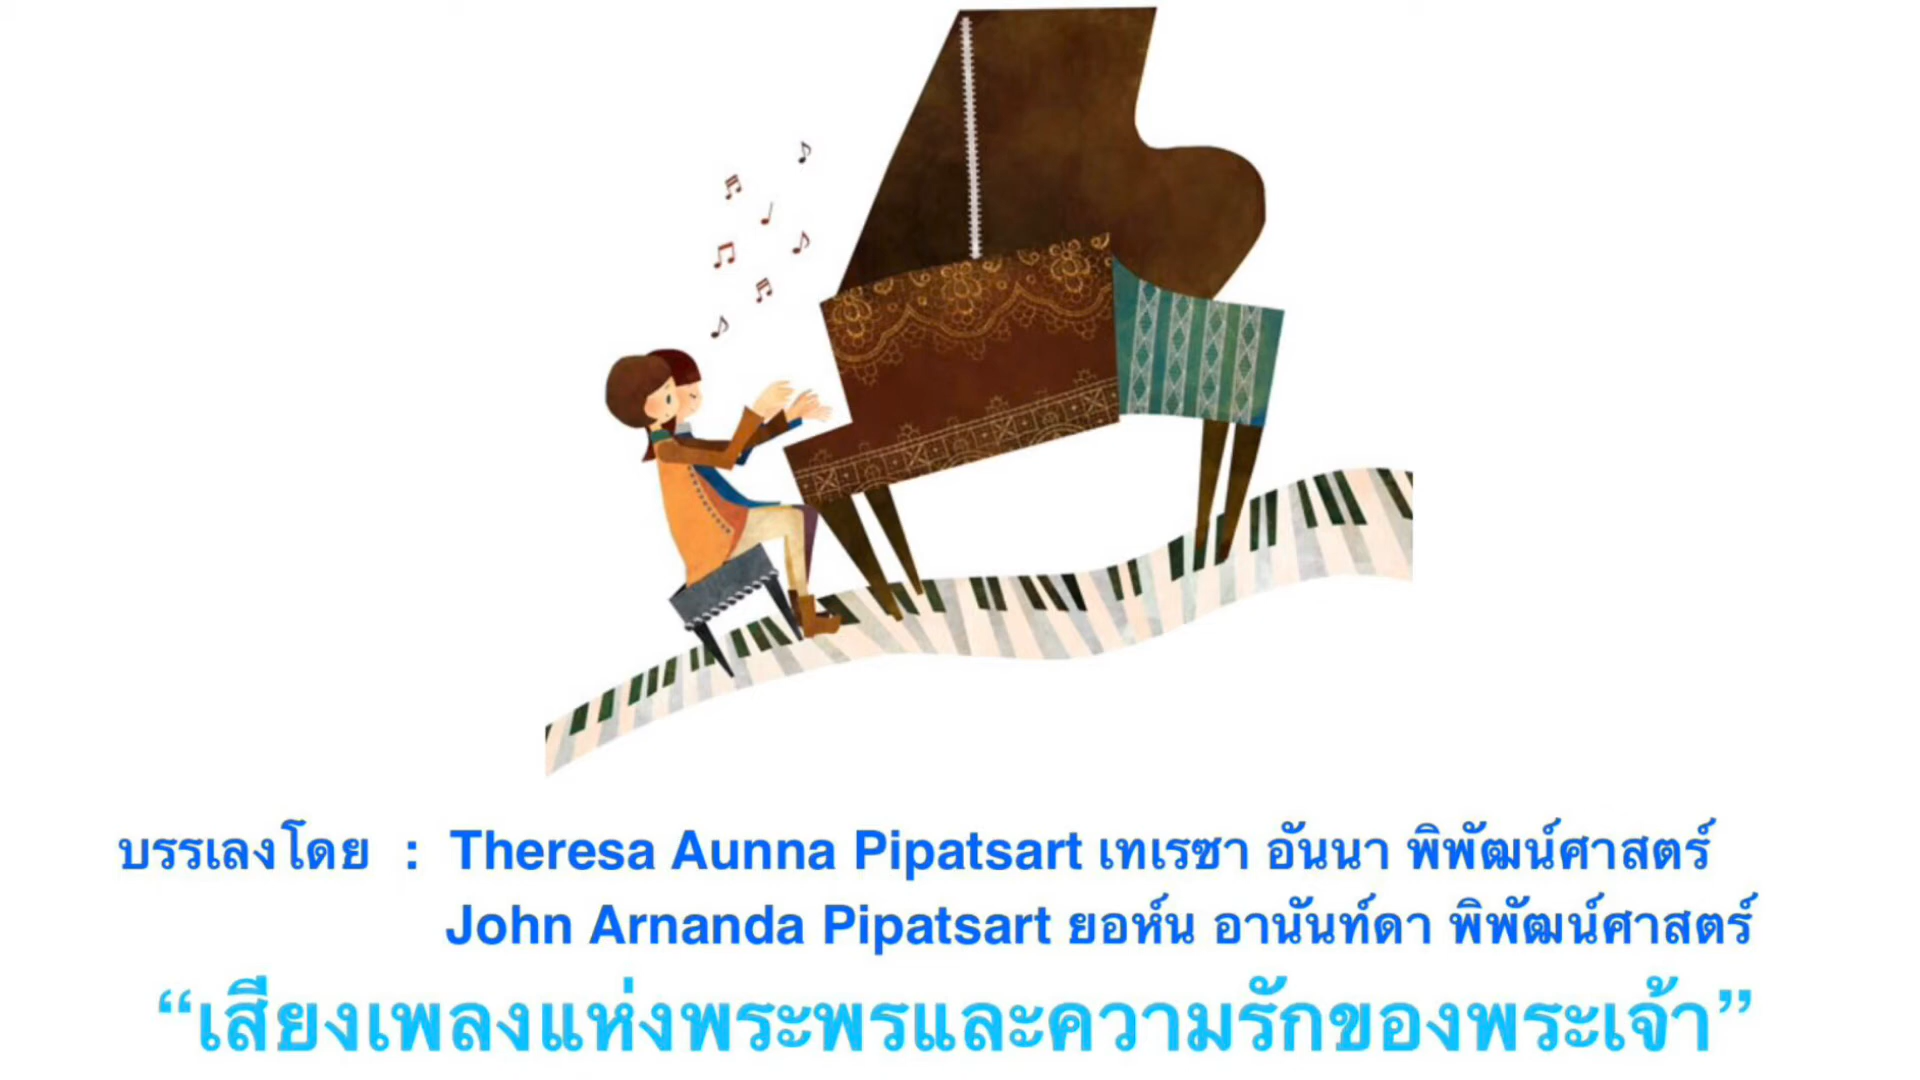 บรรเลงโดย : Theresa Aunna Pipatsart เทเรซา อันนา พิพัฒน์ศาสตร์
John Arnanda Pipatsart ยอห์น อานันท์ดา พิพัฒน์ศาสตร์
“เสียงเพลงแห่งพระพรและความรักของพระเจ้า”